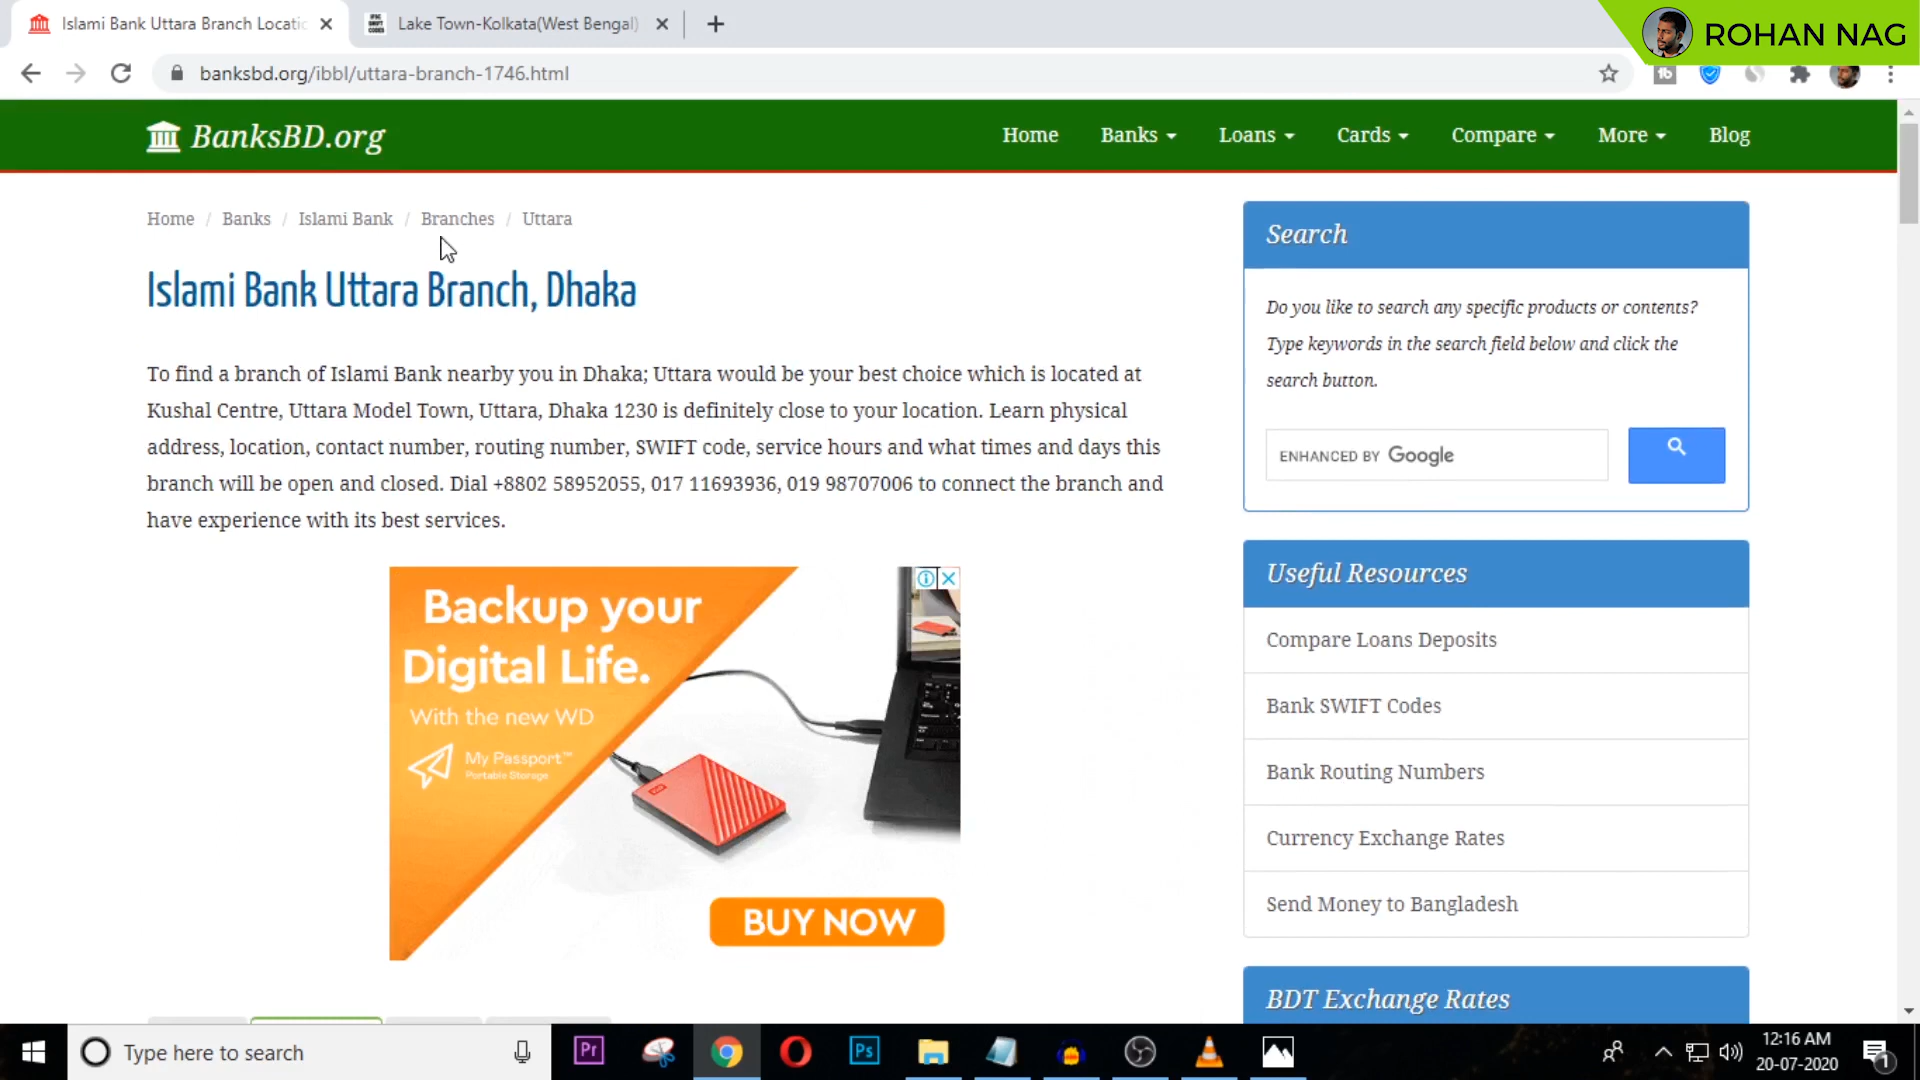 Islami Bank Uttara Branch Locatio
Lake Town-Kolkata(West Bengal)
ROHAN NAG
banksbd.org/ibbl/uttara-branch-1746.html
BanksBD.org
Home
Banks
Loans
Cards
Compare
More
Blog
Home / Banks / Islami Bank / Branches / Uttara
Islami Bank Uttara Branch, Dhaka
To find a branch of Islami Bank nearby you in Dhaka; Uttara would be your best choice which is located at
Kushal Centre, Uttara Model Town, Uttara, Dhaka 1230 is definitely close to your location. Learn physical
address, location, contact number, routing number, SWIFT code, service hours and what times and days this
branch will be open and closed. Dial +8802 58952055, 017 11693936, 019 98707006 to connect the branch and
have experience with its best services.
Backup your
Digital Life.
With the new WD
My Passport™
Portable Storage
BUY NOW
Search
Do you like to search any specific products or contents?
Type keywords in the search field below and click the
search button.
ENHANCED BY Google
Useful Resources
Compare Loans Deposits
Bank SWIFT Codes
Bank Routing Numbers
Currency Exchange Rates
Send Money to Bangladesh
BDT Exchange Rates
Type here to search
Pr
Ps
12:16 AM
20-07-2020
1